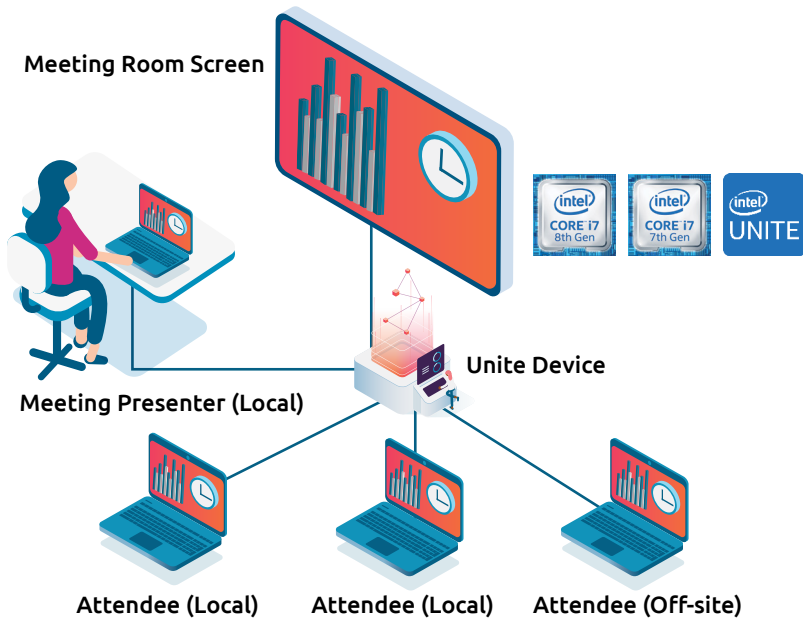 Meeting Room Screen
intel
CORE i7
8th Gen
intel
CORE i7
7th Gen
intel
UNITE
Unite Device
Meeting Presenter (Local)
Attendee (Local)
Attendee (Local)
Attendee (Off-site)